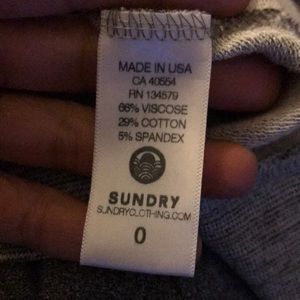 MADE IN USA
CA 40554
RN 134579
66% VISCOSE
29% COTTON
5% SPANDEX
SUNDRY
SUNDRYCLOTHING.COM
0